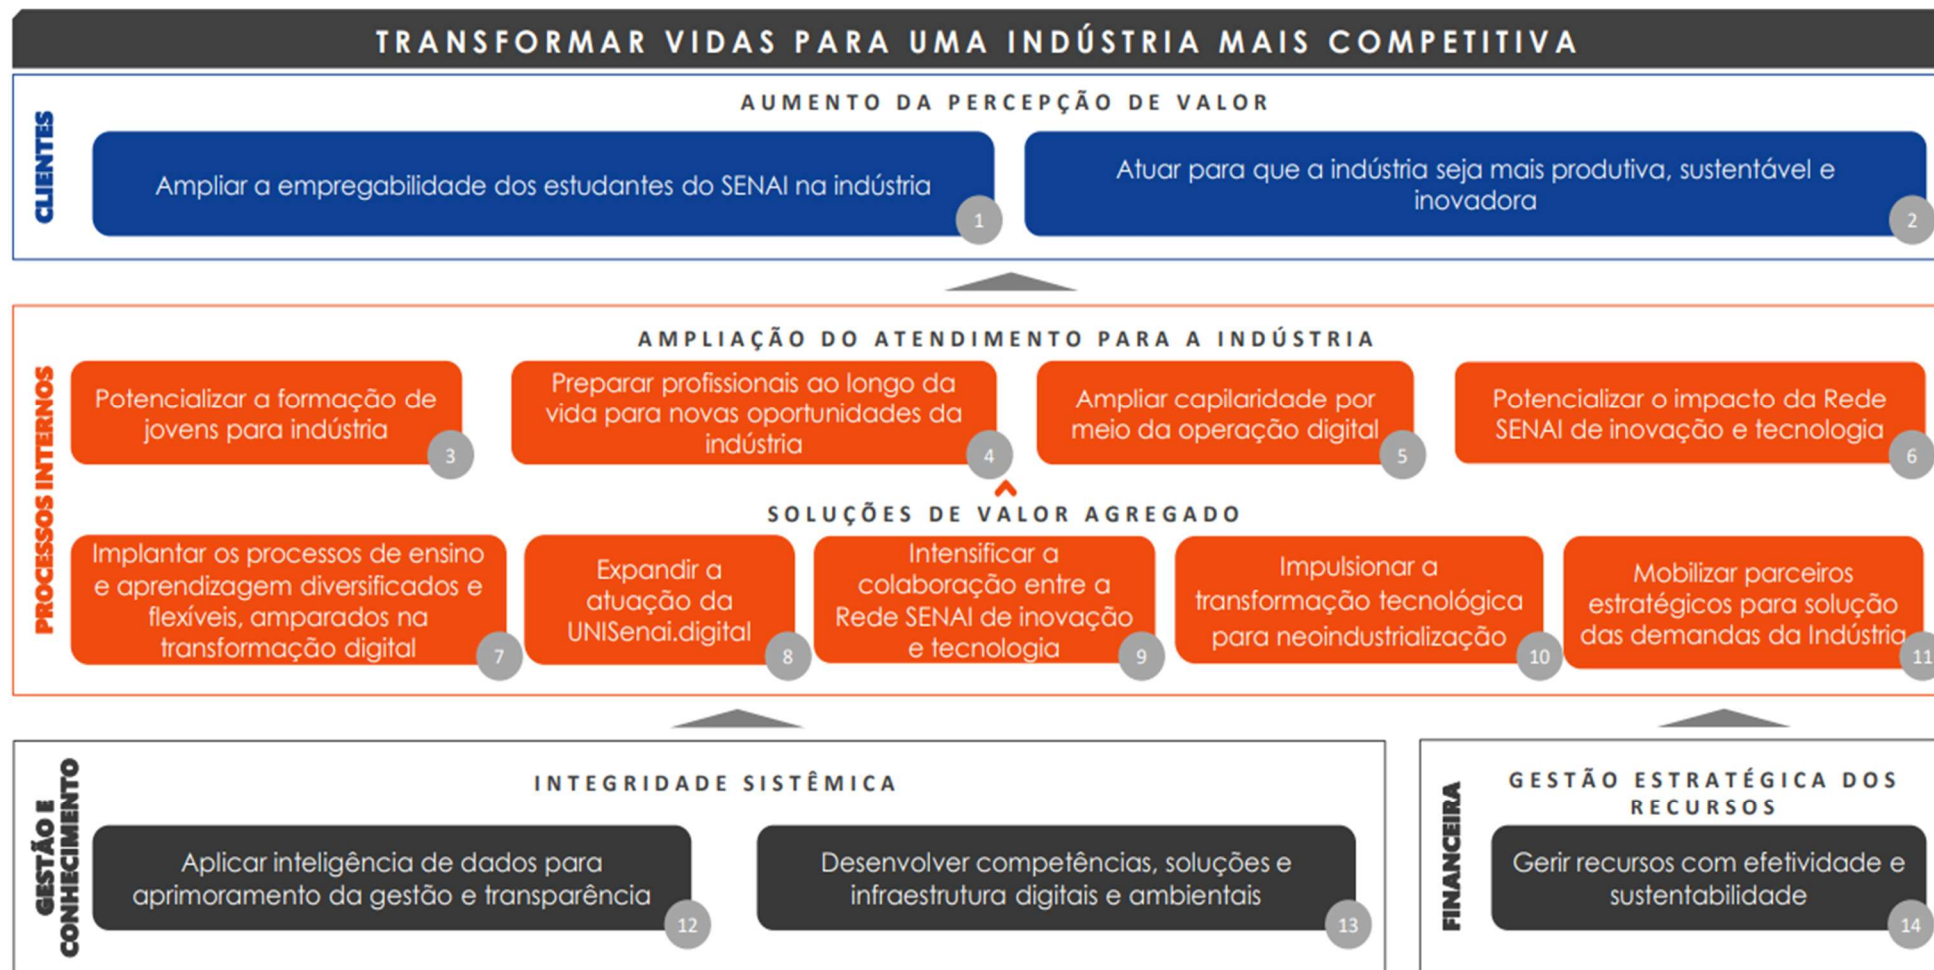 TRANSFORMAR VIDAS PARA UMA INDÚSTRIA MAIS COMPETITIVA
CLIENTES
AUMENTO DA PERCEPÇÃO DE VALOR
Ampliar a empregabilidade dos estudantes do SENAI na indústria
1
Atuar para que a indústria seja mais produtiva, sustentável e
inovadora
2
PROCESSOS INTERNOS
AMPLIAÇÃO DO ATENDIMENTO PARA A INDÚSTRIA
Potencializar a formação de
jovens para indústria
3
Preparar profissionais ao longo da
vida para novas oportunidades da
indústria
4
Ampliar capilaridade por
meio da operação digital
5
Potencializar o impacto da Rede
SENAI de inovação e tecnologia
6
SOLUÇÕES DE VALOR AGREGADO
Implantar os processos de ensino
e aprendizagem diversificados e
flexíveis, amparados na
transformação digital
7
Expandir a
atuação da
UNISenai.digital
8
Intensificar a
colaboração entre a
Rede SENAI de inovação
e tecnologia
9
Impulsionar a
transformação tecnológica
para neoindustrialização
10
Mobilizar parceiros
estratégicos para solução
das demandas da Indústria
11
GESTÃO E
CONHECIMENTO
INTEGRIDADE SISTÊMICA
Aplicar inteligência de dados para
aprimoramento da gestão e transparência
12
Desenvolver competências, soluções e
infraestrutura digitais e ambientais
13
FINANCEIRA
GESTÃO ESTRATÉGICA DOS
RECURSOS
Gerir recursos com efetividade e
sustentabilidade
14